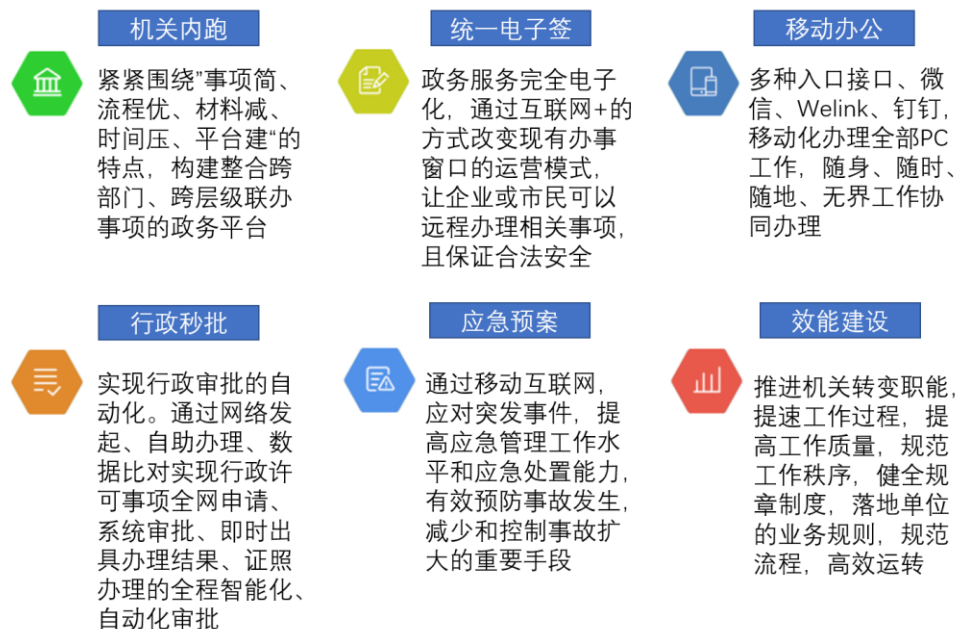 机关内跑
紧紧围绕”事项简、
流程优、材料减、
时间压、平台建“的
特点，构建整合跨
部门、跨层级联办
事项的政务平台
统一电子签
政务服务完全电子
化，通过互联网+的
方式改变现有办事
窗口的运营模式，
让企业或市民可以
远程办理相关事项，
且保证合法安全
移动办公
多种入口接口、微
信、Welink、钉钉，
移动化办理全部PC
工作，随身、随时、
随地、无界工作协
同办理
行政秒批
实现行政审批的自
动化。通过网络发
起、自助办理、数
据比对实现行政许
可事项全网申请、
系统审批、即时出
具办理结果、证照
办理的全程智能化、
自动化审批
应急预案
通过移动互联网，
应对突发事件，提
高应急管理工作水
平和应急处置能力，
有效预防事故发生，
减少和控制事故扩
大的重要手段
效能建设
推进机关转变职能，
提速工作过程，提
高工作质量，规范
工作秩序，健全规
章制度，落地单位
的业务规则，规范
流程，高效运转